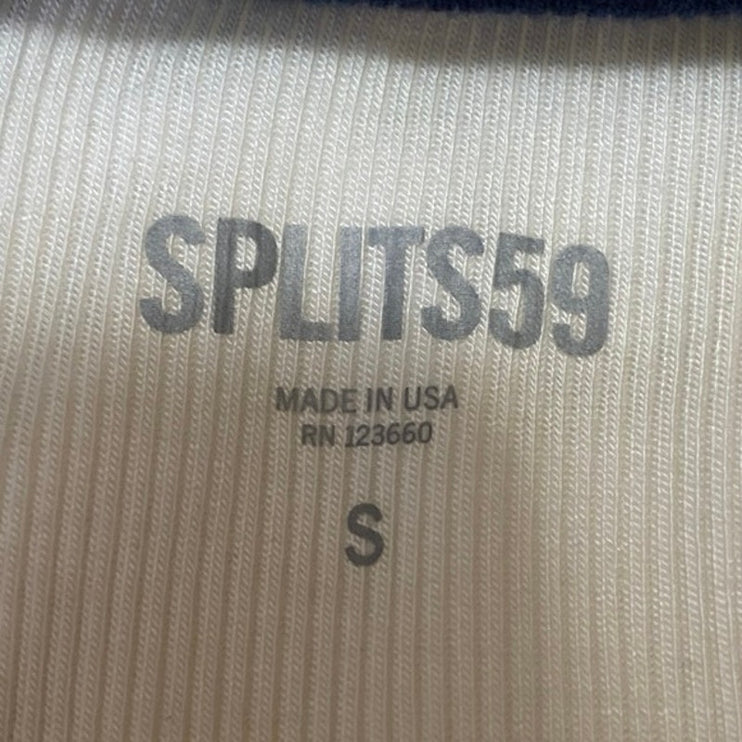 SPLITS59
MADE IN USA
RN 123660
S